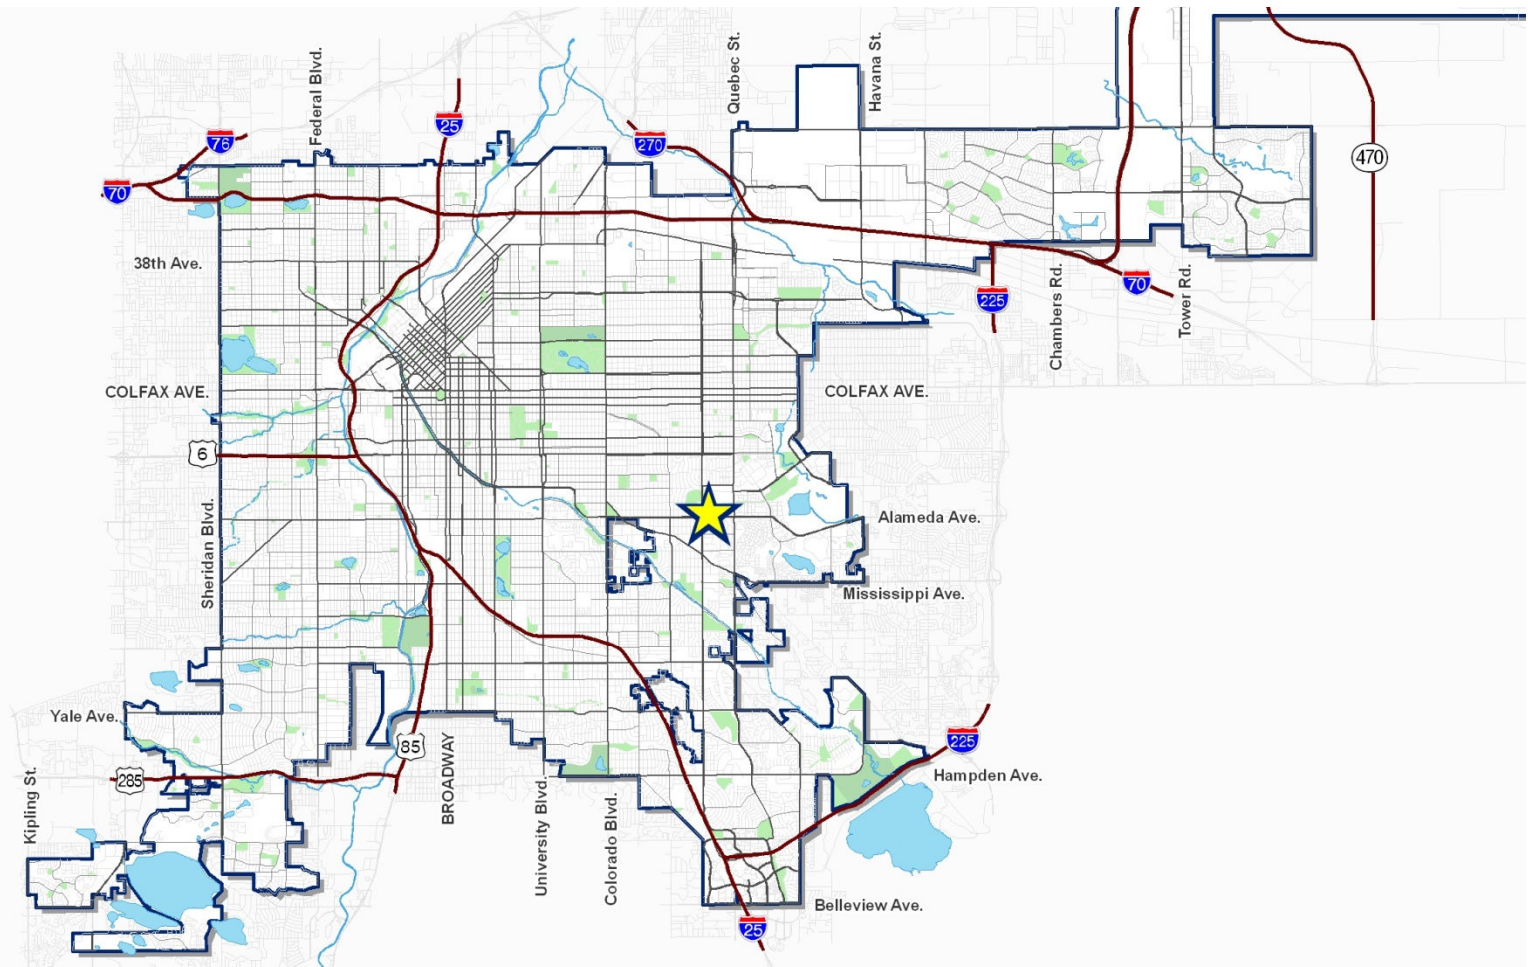 Federal Blvd.
Quebec St.
Havana St.
76
25
270
470
70
38th Ave.
225
70
Chambers Rd.
Tower Rd.
COLFAX AVE.
COLFAX AVE.
6
Sheridan Blvd.
Alameda Ave.
Mississippi Ave.
Yale Ave.
85
225
285
BROADWAY
Hampden Ave.
Kipling St.
University Blvd.
Colorado Blvd.
Belleview Ave.
25